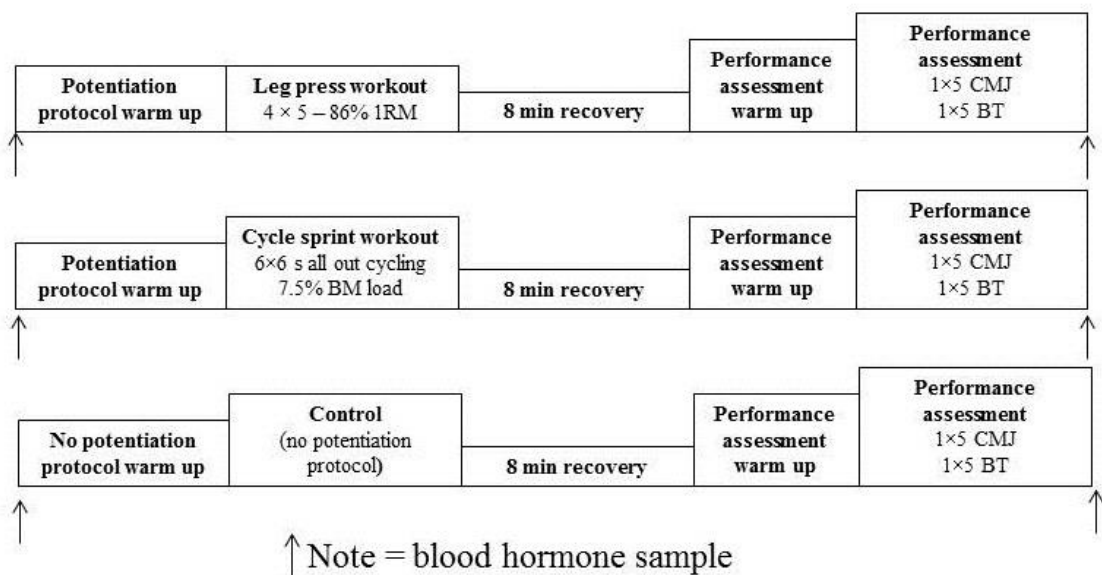 Potentiation
protocol warm up
Leg press workout
4 × 5 – 86% 1RM
8 min recovery
Performance
assessment
warm up
Performance
assessment
1×5 CMJ
1×5 BT
Potentiation
protocol warm up
Cycle sprint workout
6×6 s all out cycling
7.5% BM load
8 min recovery
Performance
assessment
warm up
Performance
assessment
1×5 CMJ
1×5 BT
No potentiation
protocol warm up
Control
(no potentiation
protocol)
8 min recovery
Performance
assessment
warm up
Performance
assessment
1×5 CMJ
1×5 BT
Note = blood hormone sample